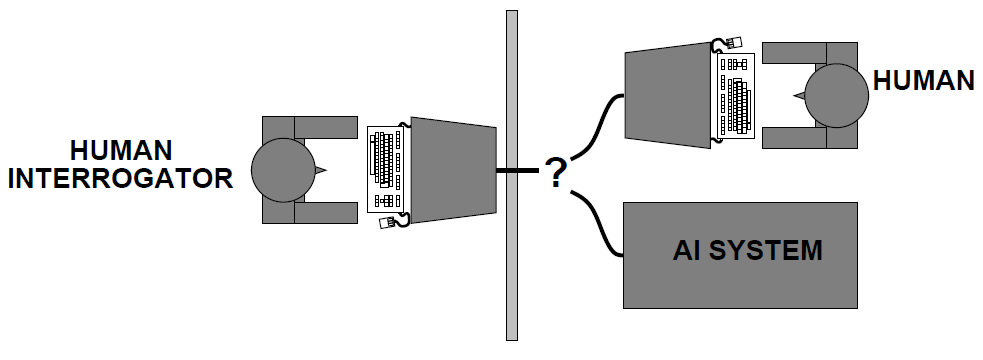 HUMAN
INTERROGATOR
?
HUMAN
AI SYSTEM